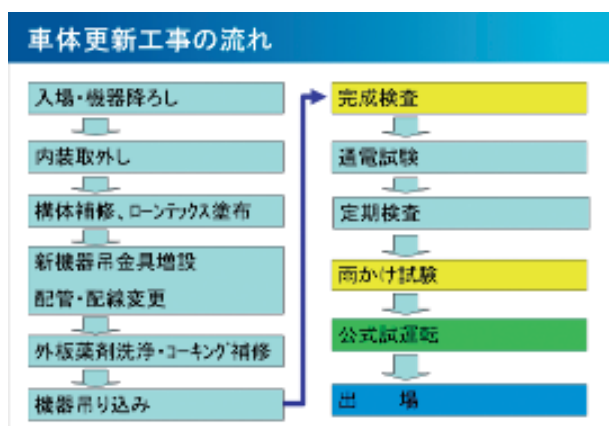 車体更新工事の流れ
入場・機器降ろし
内装取外し
構体補修、ローンテックス塗布
新機器吊金具増設
配管・配線変更
外板薬剤洗浄・コーキング補修
機器吊り込み
完成検査
通電試験
定期検査
雨かけ試験
公式試運転
出　場